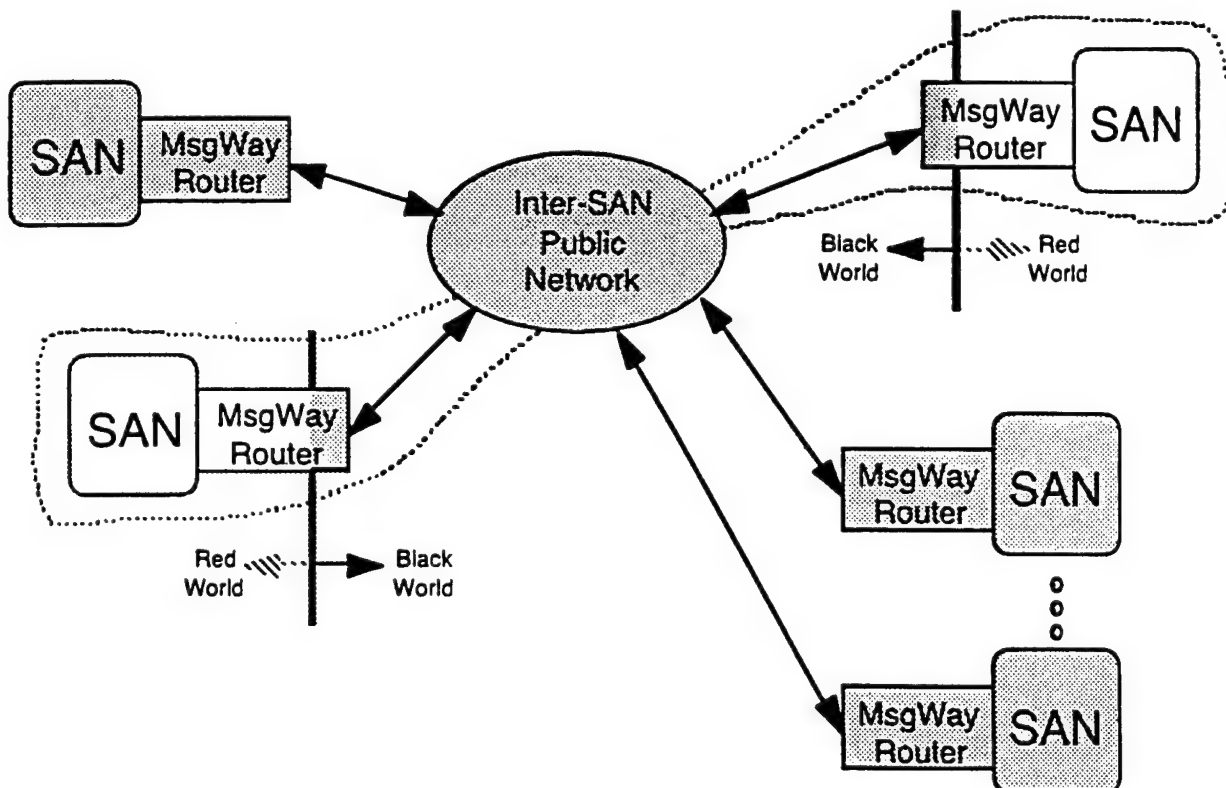 SAN
MsgWay
Router
Inter-SAN
Public
Network
MsgWay
Router
SAN
Black
World
Red
World
SAN
MsgWay
Router
Red
World
Black
World
MsgWay
Router
SAN
MsgWay
Router
SAN